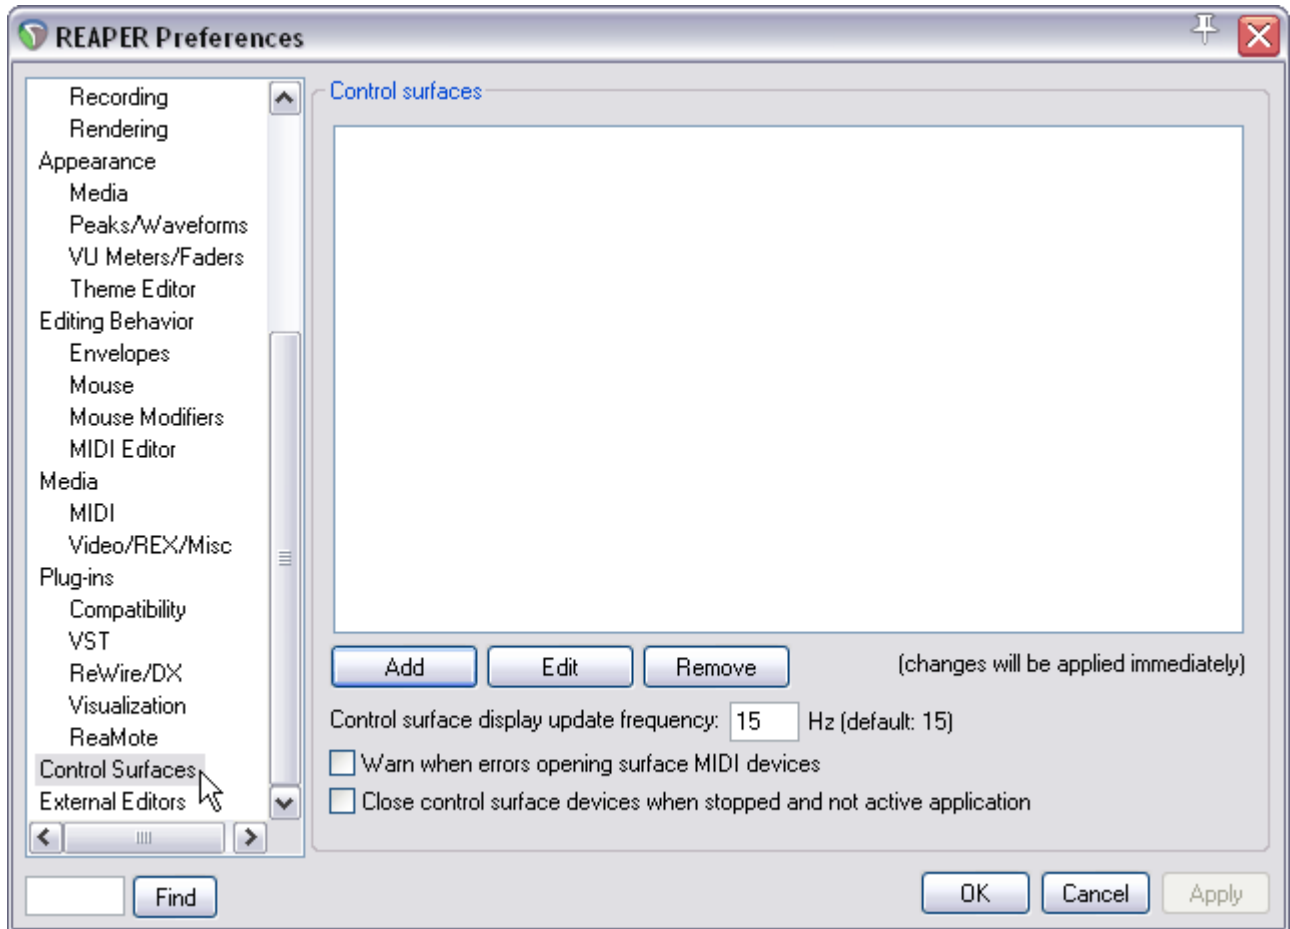 REAPER Preferences
Recording
Rendering
Appearance
Media
Peaks/Waveforms
VU Meters/Faders
Theme Editor
Editing Behavior
Envelopes
Mouse
Mouse Modifiers
MIDI Editor
Media
MIDI
Video/REX/Misc
Plug-ins
Compatibility
VST
ReWire/DX
Visualization
ReaMote
Control Surfaces
External Editors
Find
Control surfaces
Add Edit Remove (changes will be applied immediately)
Control surface display update frequency: 15 Hz (default: 15)
Warn when errors opening surface MIDI devices
Close control surface devices when stopped and not active application
OK Cancel Apply